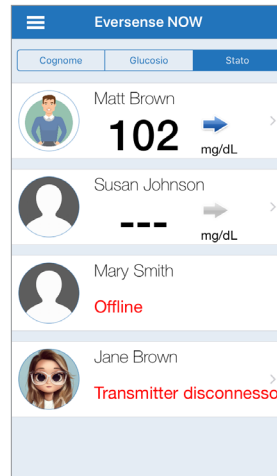 Eversense NOW
Cognome Glucosio Stato
Matt Brown
102
mg/dL
Susan Johnson
---
mg/dL
Mary Smith
Offline
Jane Brown
Transmitter disconnesso